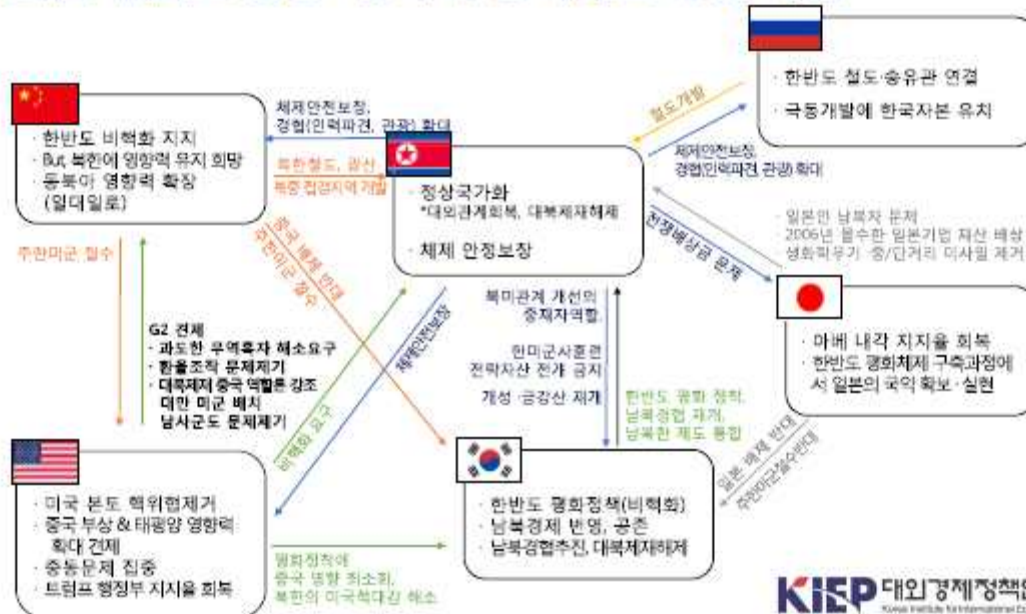 · 한반도 철도·송유관 연결
· 극동개발에 한국자본 유치
· 한반도 비핵화 지지
· But, 북한에 영향력 유지 희망
· 동북아 영향력 확장
(일대일로)
체제안전보장,
경협(인력파견, 관광) 확대
북한철도, 광산
북중 접경지역 개발
· 정상국가화
*대외관계회복, 대북제재해제
· 체제 안정보장
철도개발
체제안전보장,
경협(인력파견, 관광) 확대
전쟁배상금 문제
· 일본인 납북자 문제
· 2006년 몰수한 일본기업 재산 배상
생화학무기·중/단거리 미사일 제거
주한미군 철수
중국 배제 반대
주한미군 철수
G2 견제
· 과도한 무역흑자 해소요구
· 환율조작 문제제기
· 대북제재 중국 역할론 강조
대만 미군 배치
남사군도 문제제기
체제안전보장
비핵화 요구
북미관계 개선의
중재자역할,
한미군사훈련
전략자산 전개 금지
개성·금강산 재개
한반도 평화 정착,
남북경협 재개,
남북한 제도 통합
· 아베 내각 지지율 회복
· 한반도 평화체제 구축과정에
서 일본의 국익 확보·실현
일본 배제 반대
주한미군철수반대
· 미국 본토 핵위협제거
· 중국 부상 & 태평양 영향력
확대 견제
· 중동문제 집중
· 트럼프 행정부 지지율 회복
평화정착에
중국 영향 최소화,
북한의 미국책대감 해소
· 한반도 평화정책(비핵화)
· 남북경제 번영, 공존
· 남북경협추진, 대북제재해제
KIEP 대외경제정책연
Korea Institute for International